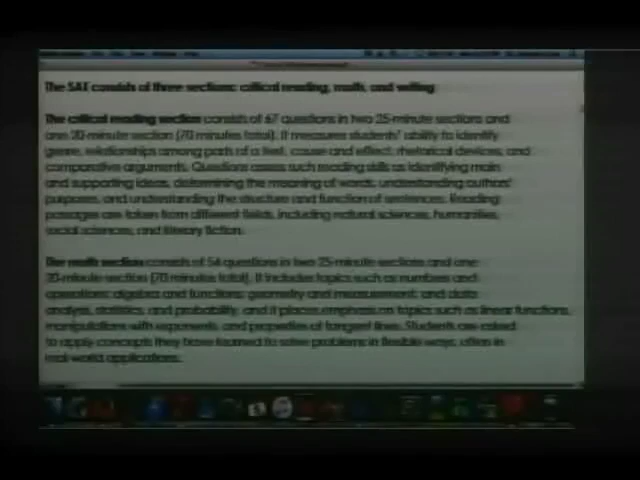 The SAT consists of three sections: critical reading, math, and writing
The critical reading section consists of 67 questions in two 25-minute sections and
one 20-minute section (70 minutes total). It measures students' ability to identify
genre, relationships among parts of a text, cause and effect, rhetorical devices, and
comparative arguments. Questions assess such reading skills as identifying main
and supporting ideas, determining the meaning of words, understanding authors'
purposes, and understanding the structure and function of sentences. Reading
passages are taken from different fields, including natural sciences, humanities,
social sciences, and literary fiction.
The math section consists of 54 questions in two 25-minute sections and one
20-minute section (70 minutes total). It includes topics such as numbers and
operations; algebra and functions; geometry and measurement; and data
analysis, statistics, and probability, and it places emphasis on topics such as linear functions,
manipulations with exponents, and properties of tangent lines. Students are asked
to apply concepts they have learned to solve problems in flexible ways, often in
real-world applications.